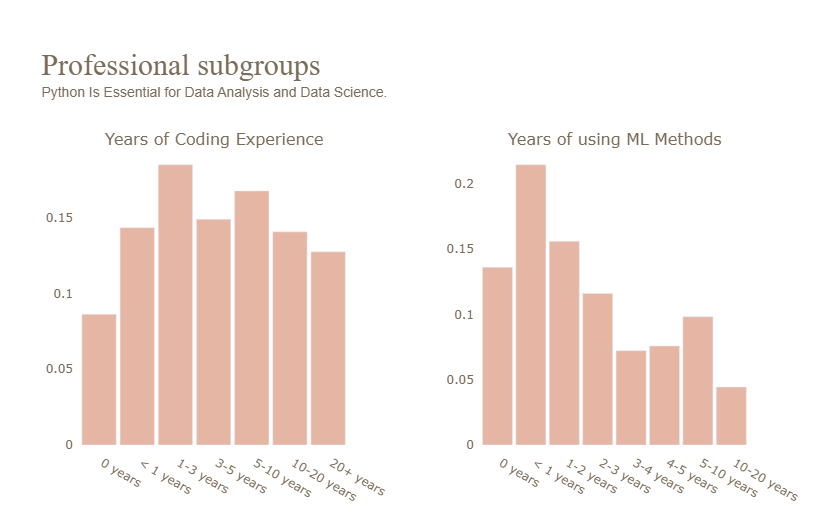 Professional subgroups
Python Is Essential for Data Analysis and Data Science.
Years of Coding Experience
0.15
0.1
0.05
0
0 years
< 1 years
1-3 years
3-5 years
5-10 years
10-20 years
20+ years
Years of using ML Methods
0.2
0.15
0.1
0.05
0
0 years
< 1 years
1-2 years
2-3 years
3-4 years
4-5 years
5-10 years
10-20 years